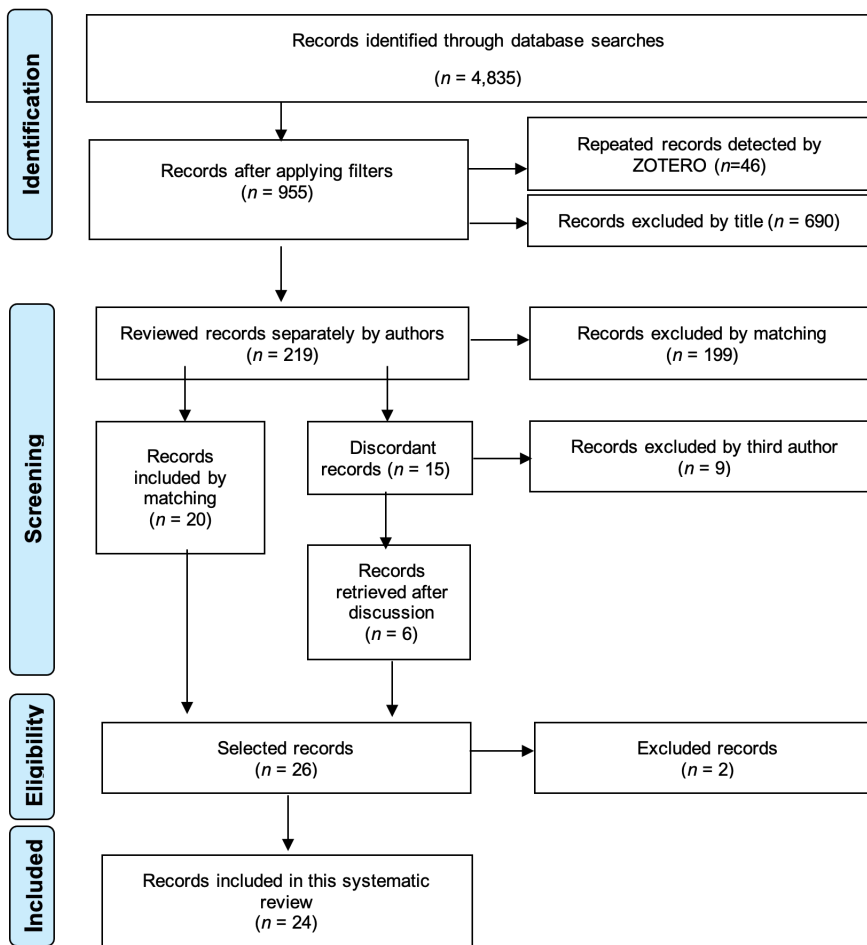 Identification
Records identified through database searches
(n = 4,835)
Records after applying filters
(n = 955)
Repeated records detected by
ZOTERO (n=46)
Records excluded by title (n = 690)
Screening
Reviewed records separately by authors
(n = 219)
Records excluded by matching
(n = 199)
Records
included by
matching
(n = 20)
Discordant
records (n = 15)
Records excluded by third author
(n = 9)
Records
retrieved after
discussion
(n = 6)
Eligibility
Selected records
(n = 26)
Excluded records
(n = 2)
Included
Records included in this systematic
review
(n = 24)